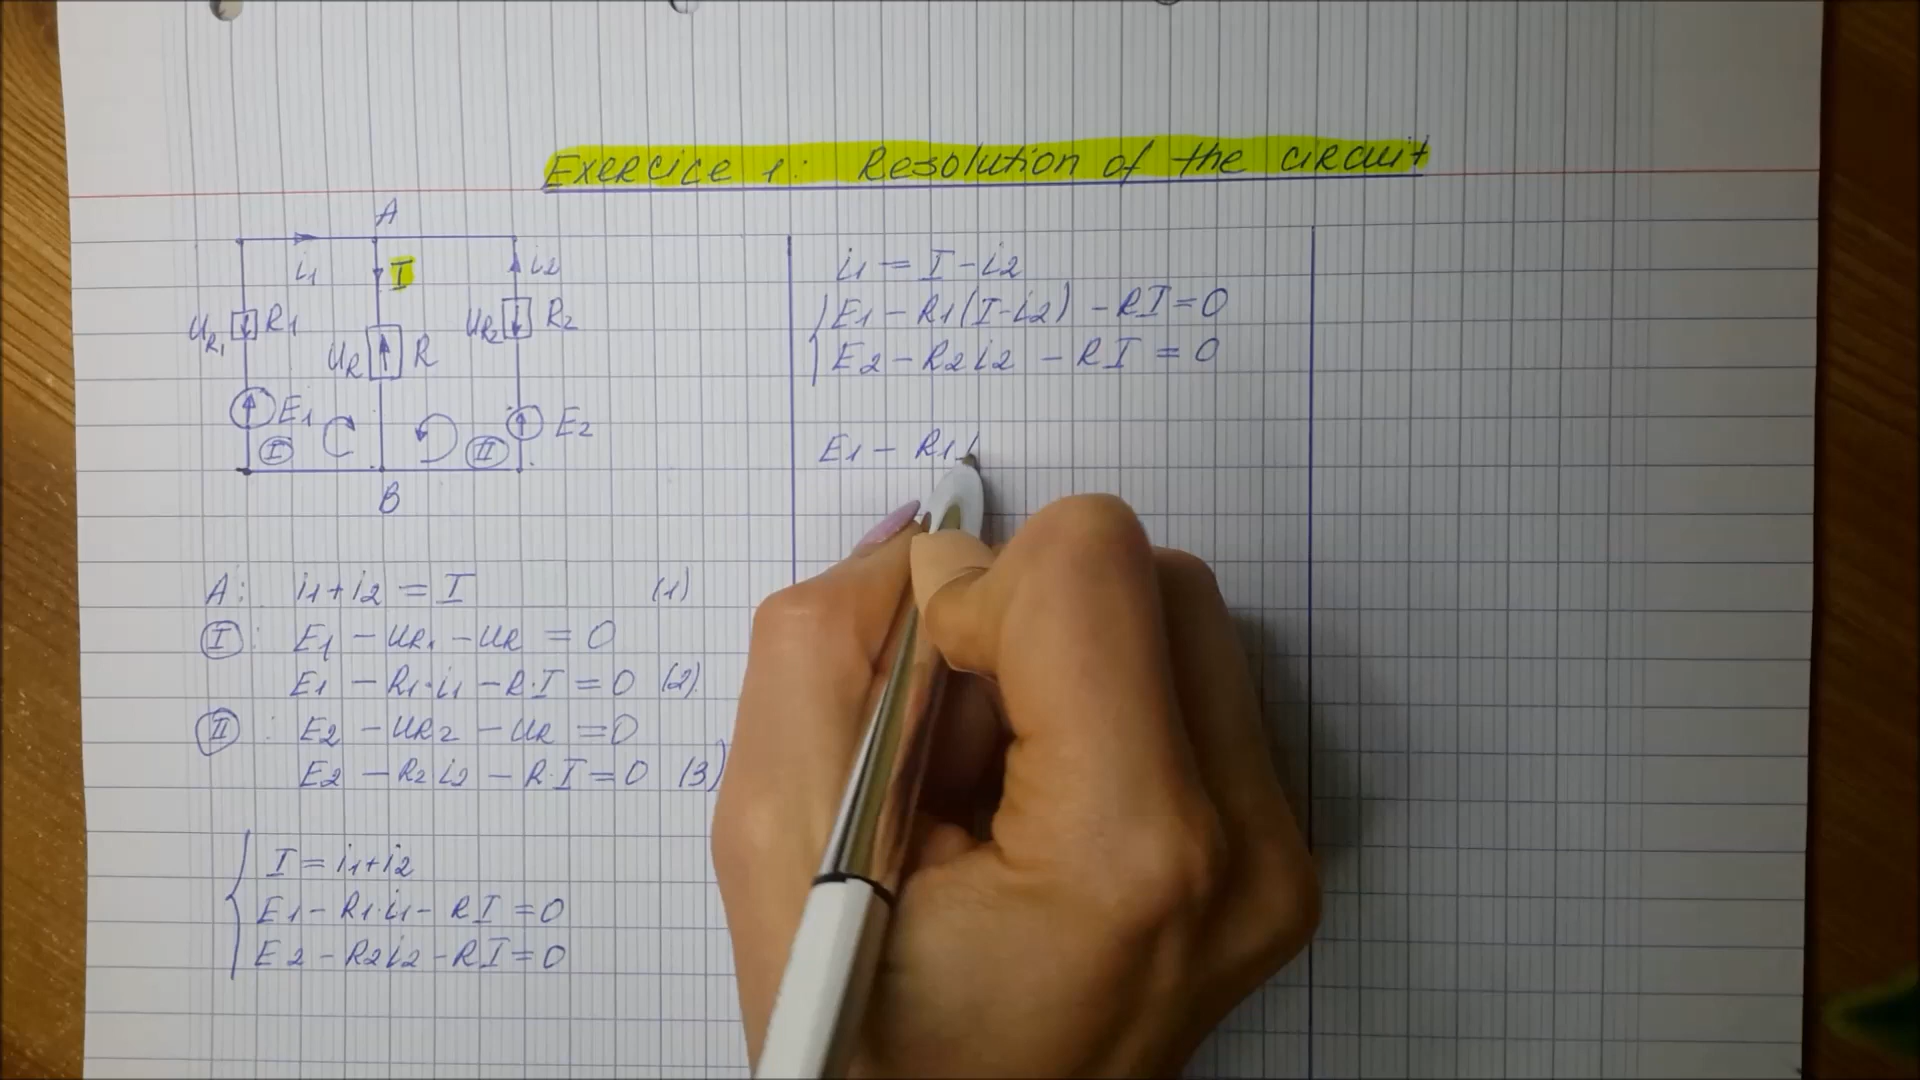 Exercice 1: Resolution of the circuit
A
i1
I
i2
UR1
R1
UR
R
UR2
R2
E1
E2
I
II
B
A: i1+i2 = I (1)
I : E1 - UR1 - UR = 0
E1 - R1·i1 - R·I = 0 (2).
II : E2 - UR2 - UR = 0
E2 - R2 i2 - R·I = 0 (3)
I = i1+i2
E1 - R1·i1 - RI = 0
E2 - R2i2 - RI = 0
i1 = I - i2
E1 - R1(I-i2) - RI = 0
E2 - R2i2 - RI = 0
E1 - R1